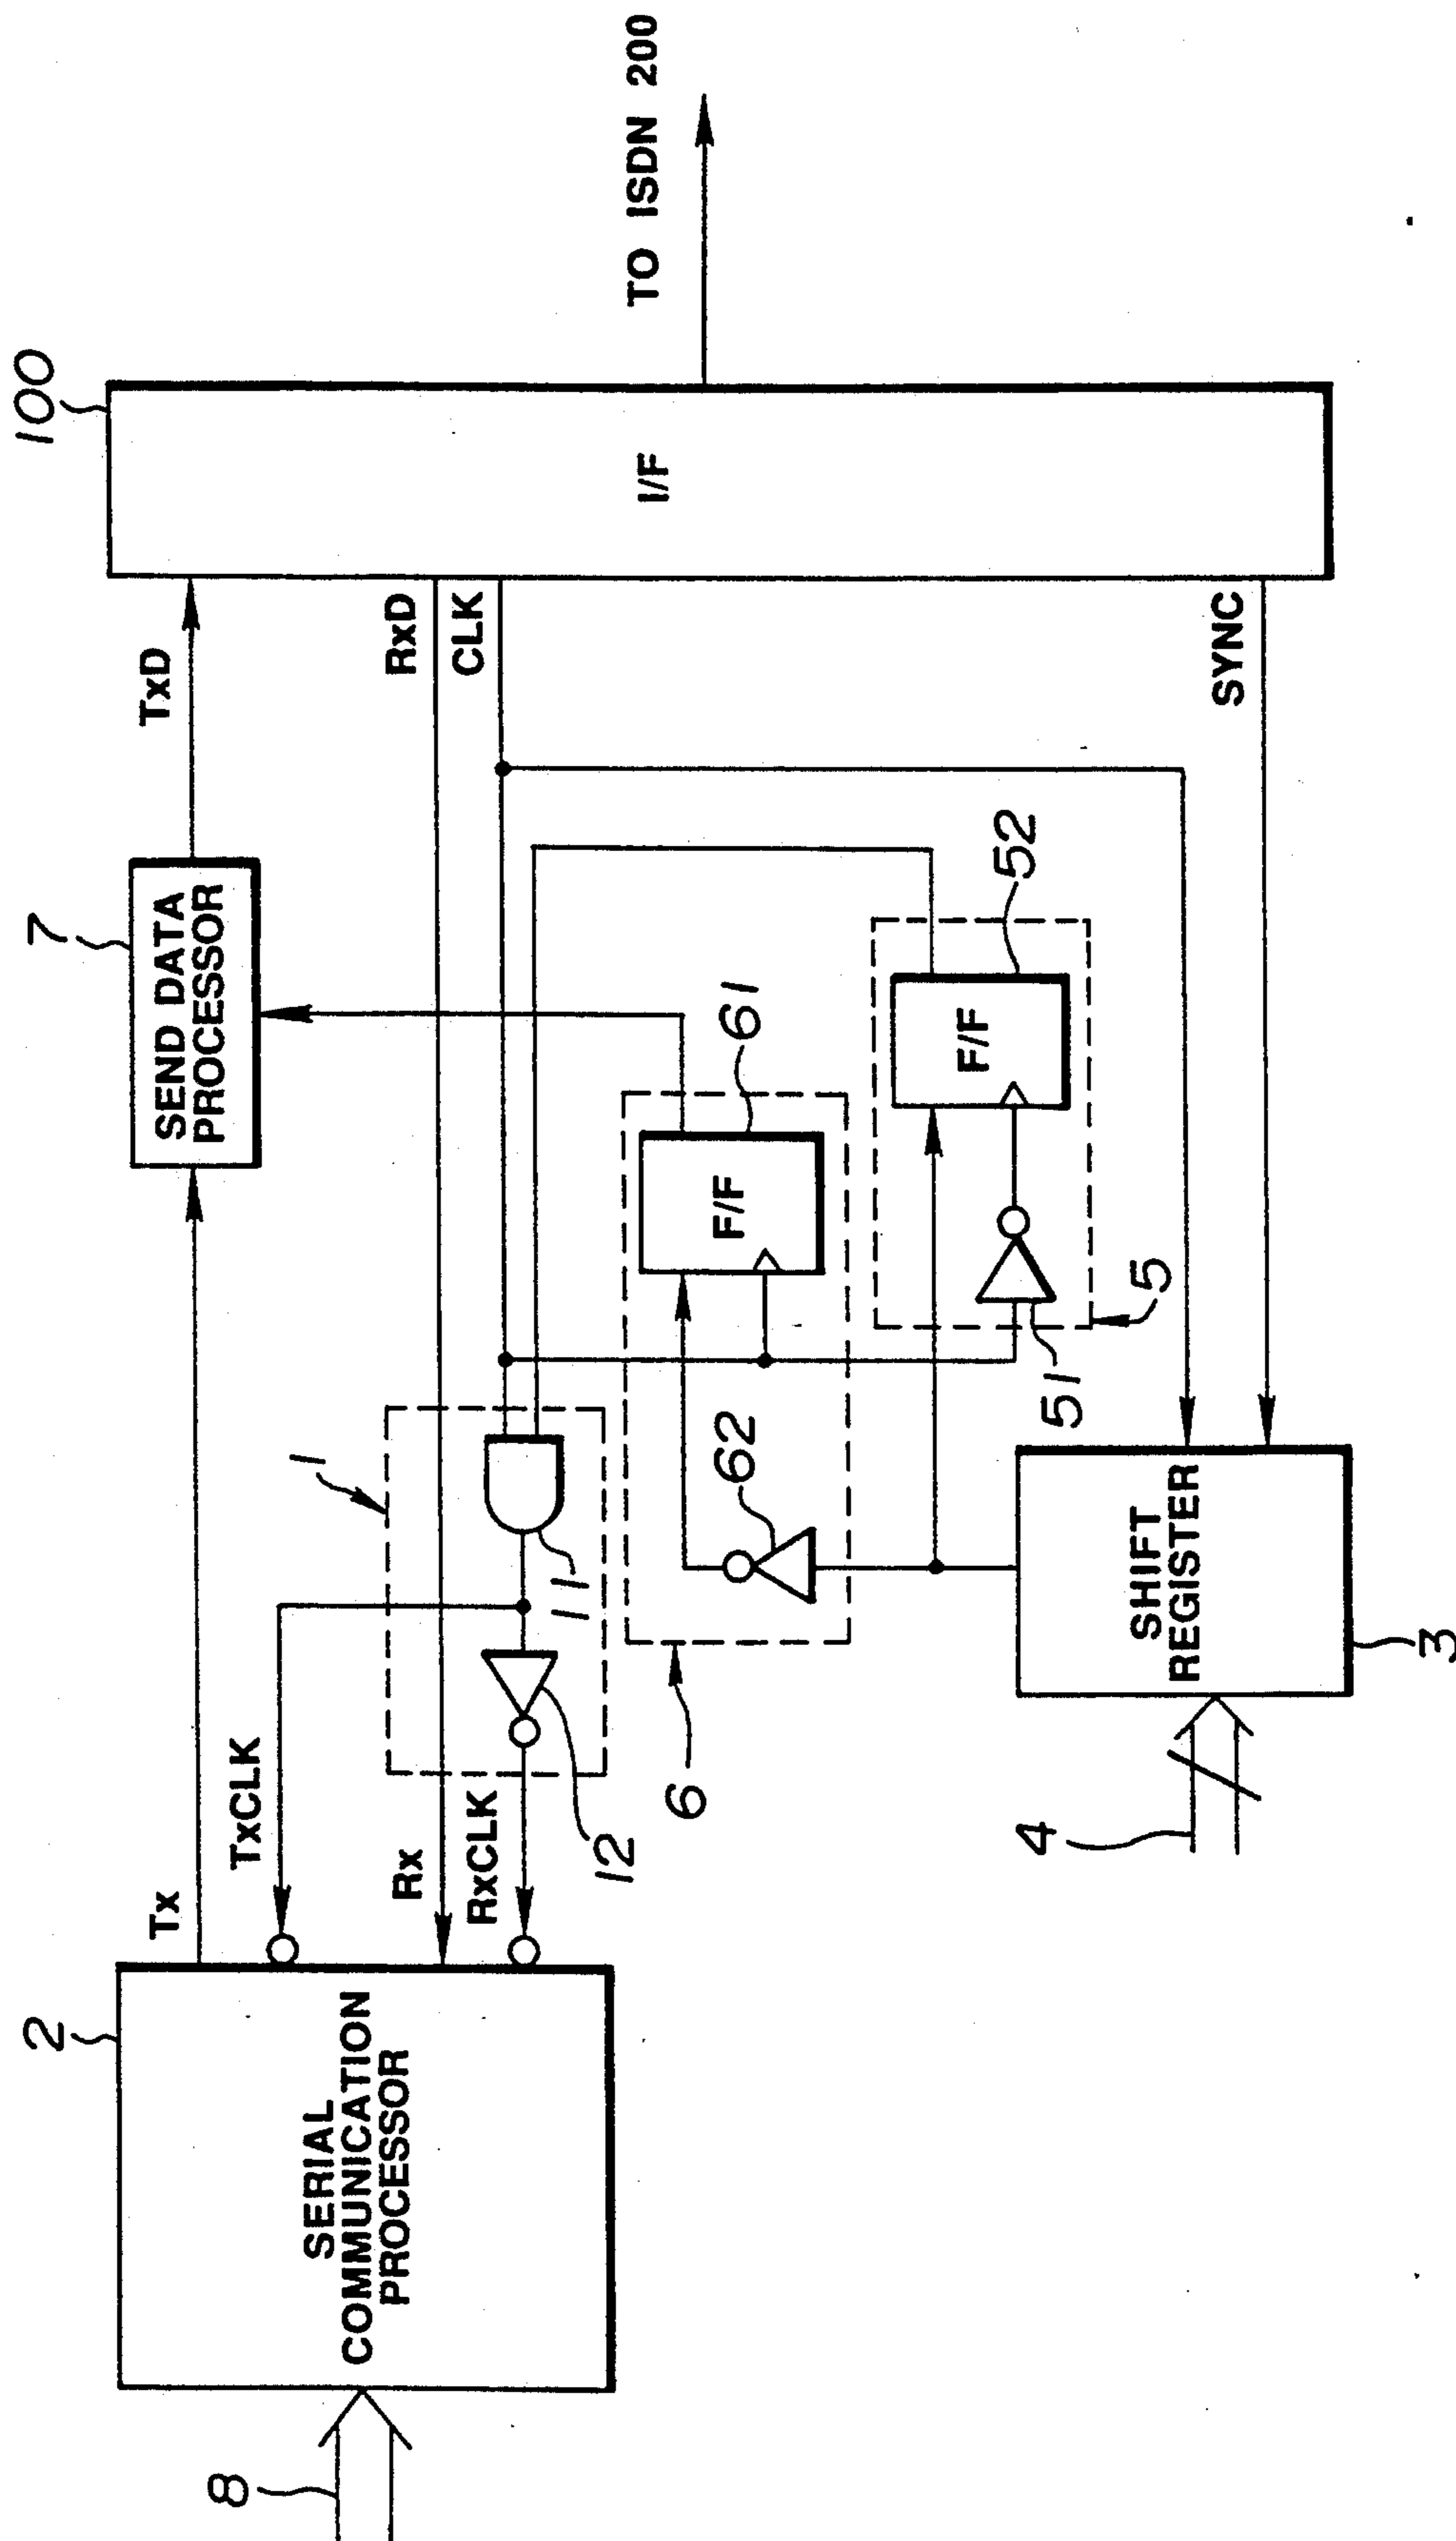 8
2
SERIAL
COMMUNICATION
PROCESSOR
Tx
TxCLK
Rx
RxCLK
1
11
12
7
SEND DATA
PROCESSOR
TxD
RxD
CLK
SYNC
100
I/F
TO ISDN 200
6
62
F/F
61
5
51
F/F
52
4
SHIFT
REGISTER
3